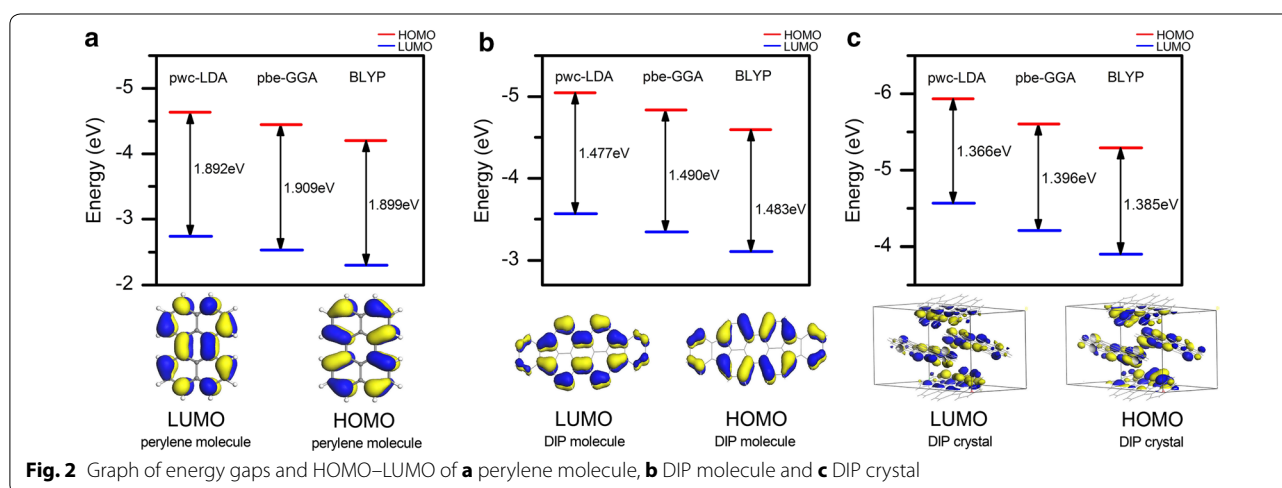 a
HOMO
LUMO
pwc-LDA pbe-GGA BLYP
-5
-4
-3
-2
Energy (eV)
1.892eV
1.909eV
1.899eV
LUMO
perylene molecule
HOMO
perylene molecule
b
HOMO
LUMO
pwc-LDA pbe-GGA BLYP
-5
-4
-3
Energy (eV)
1.477eV
1.490eV
1.483eV
LUMO
DIP molecule
HOMO
DIP molecule
c
HOMO
LUMO
pwc-LDA pbe-GGA BLYP
-6
-5
-4
Energy (eV)
1.366eV
1.396eV
1.385eV
LUMO
DIP crystal
HOMO
DIP crystal
Fig. 2 Graph of energy gaps and HOMO–LUMO of a perylene molecule, b DIP molecule and c DIP crystal